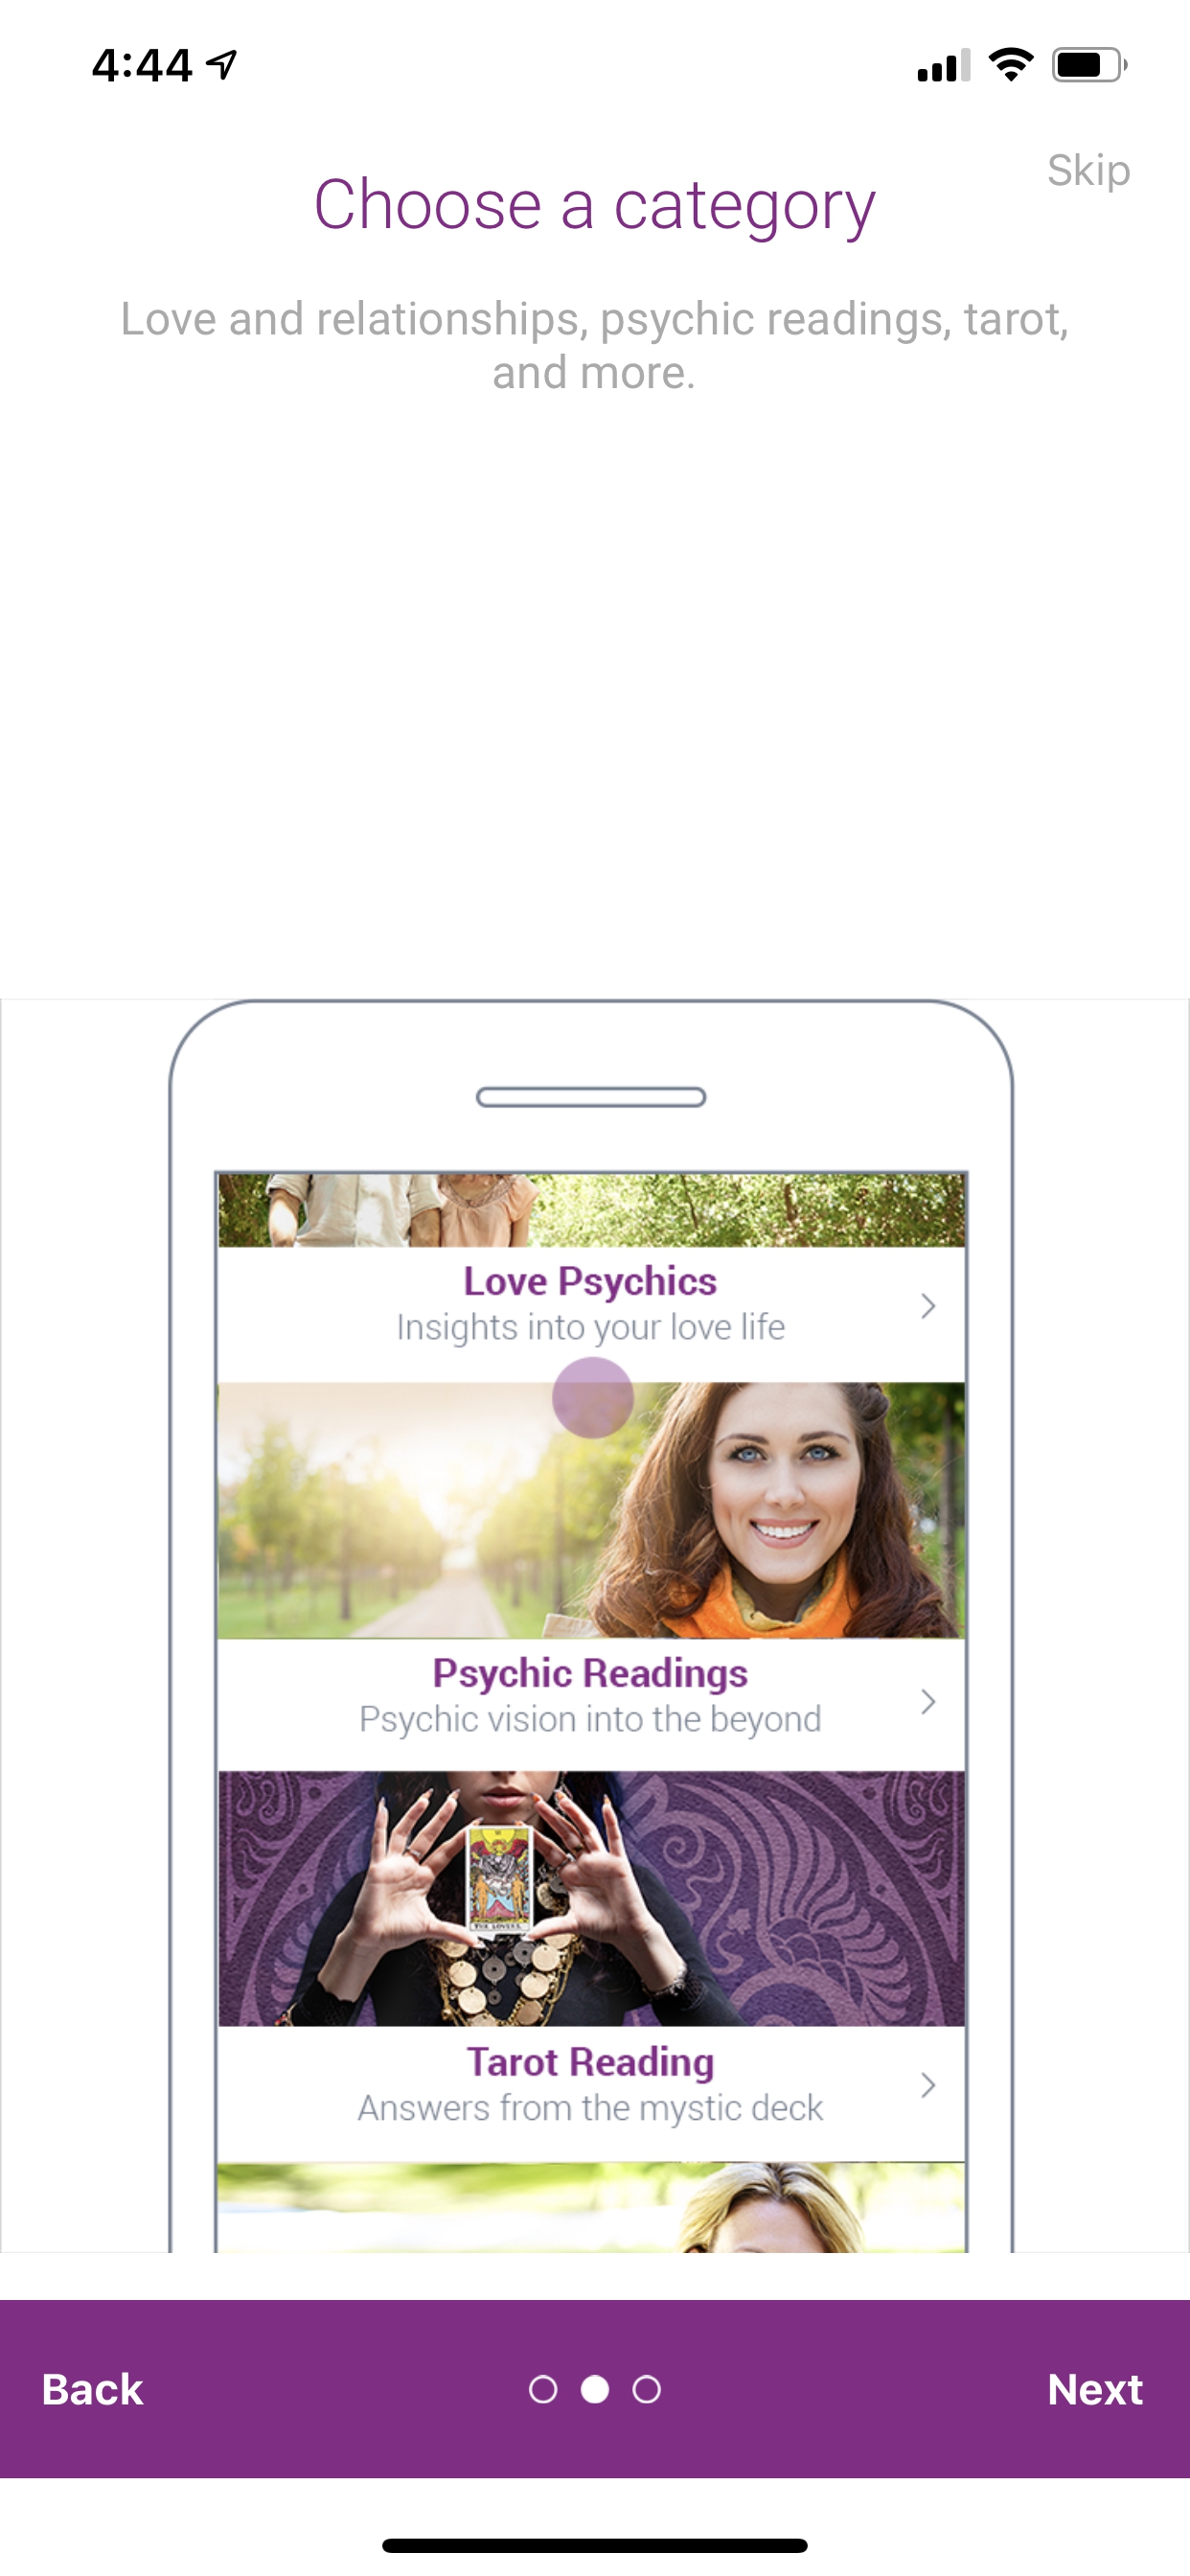 4:44
Skip
Choose a category
Love and relationships, psychic readings, tarot,
and more.
Love Psychics
Insights into your love life
Psychic Readings
Psychic vision into the beyond
THE LOVERS.
Tarot Reading
Answers from the mystic deck
Back
Next